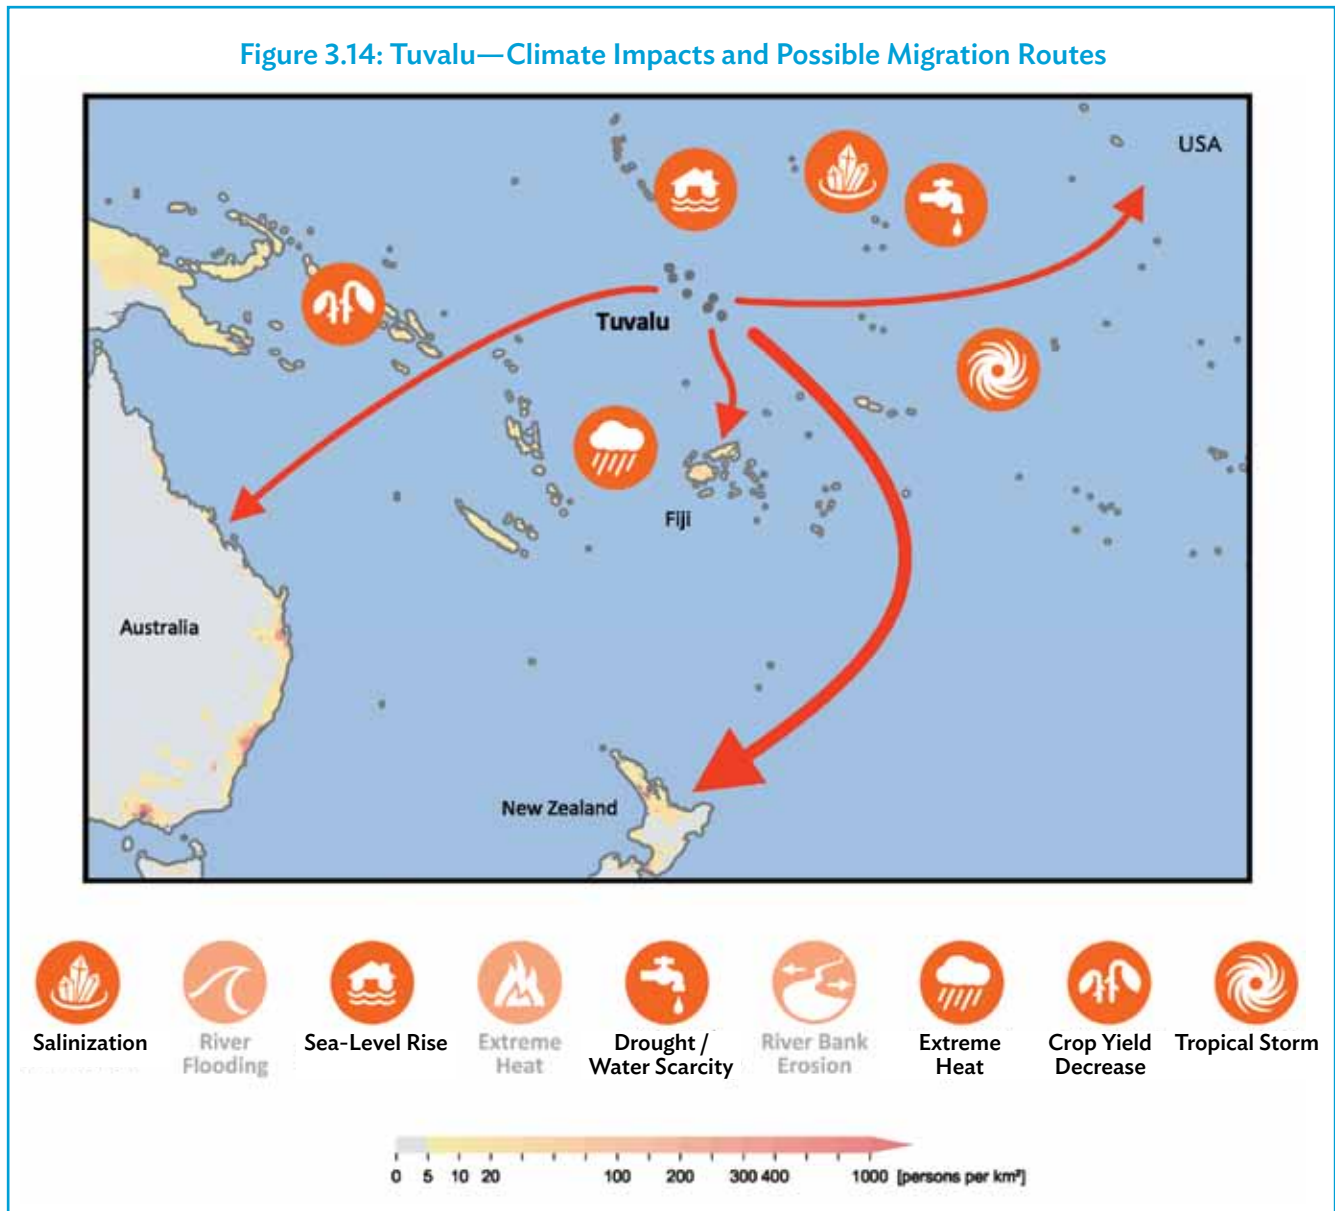 Figure 3.14: Tuvalu—Climate Impacts and Possible Migration Routes
USA
Tuvalu
Fiji
Australia
New Zealand
Salinization
River
Flooding
Sea-Level Rise
Extreme
Heat
Drought /
Water Scarcity
River Bank
Erosion
Extreme
Heat
Crop Yield
Decrease
Tropical Storm
0 5 10 20 100 200 300 400 1000 [persons per km²]